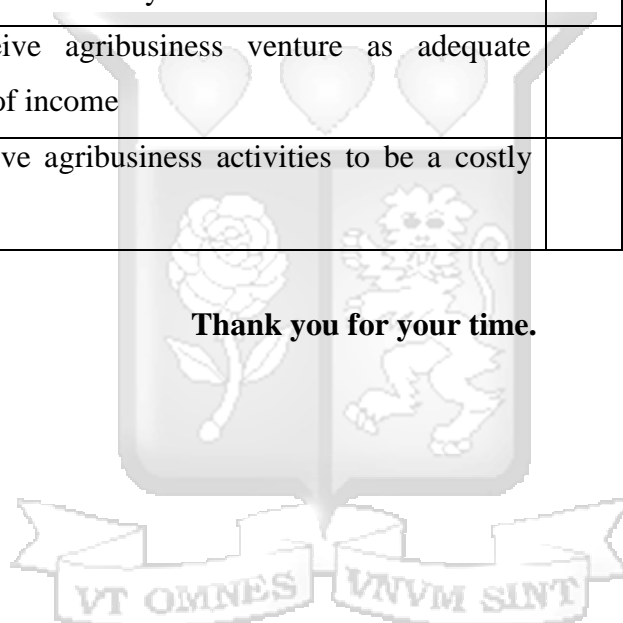 eive agribusiness venture as adequate
of income
ve agribusiness activities to be a costly
Thank you for your time.
VT OMNES VNVM SINT